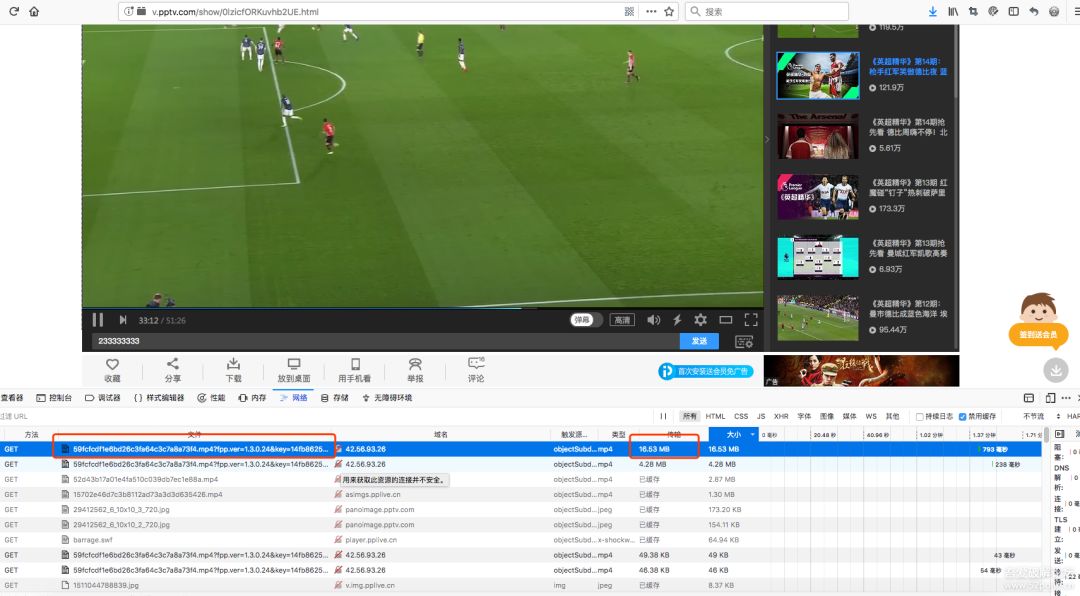 v.pptv.com/show/0IzicfORKuvhb2UE.html
搜索
119.5万
《英超精华》第14期:
枪手红军笑傲德比夜 蓝
121.9万
The Arsenal
《英超精华》第14期抢
先看 德比周嗨不停! 北
5.61万
《英超精华》第13期 红
魔碰"钉子"热刺破萨里
173.3万
《英超精华》第13期抢
先看 曼城红军凯歌高奏
6.93万
《英超精华》第12期:
曼市德比成蓝色海洋 埃
95.44万
33:12 / 51:26
弹幕
高清
233333333
发送
签到送会员
收藏
分享
下载
放到桌面
用手机看
举报
评论
首次安装送会员免广告
广告
查看器
控制台
调试器
{ } 样式编辑器
性能
内存
网络
存储
无障碍环境
过滤 URL
所有 HTML CSS JS XHR 字体 图像 媒体 WS 其他
持续日志
禁用缓存
不节流
HAR
方法 文件 域名 触发源... 类型 传输 大小 0 毫秒 20.48 秒 40.96 秒 1.02 分钟 1.37 分钟 1.71 分
GET 59fcfcdf1e6bd26c3fa64c3c7a8a73f4.mp4?fpp.ver=1.3.0.24&key=14fb8625... 42.56.93.26 objectSubd... mp4 16.53 MB 16.53 MB 793 毫秒
GET 59fcfcdf1e6bd26c3fa64c3c7a8a73f4.mp4?fpp.ver=1.3.0.24&key=14fb8625... 42.56.93.26 objectSubd... mp4 4.28 MB 4.28 MB 238 毫秒
GET 52d43b17a01e4fa510c039db7ec1e88a.mp4 用来获取此资源的连接并不安全。 objectSubd... mp4 已缓存 2.87 MB
GET 15702e46d7c3b8112ad73a3d3d635426.mp4 asimgs.pplive.cn objectSubd... mp4 已缓存 1.30 MB
GET 29412562_6_10x10_3_720.jpg panoimage.pptv.com objectSubd... jpeg 已缓存 173.20 KB
GET 29412562_6_10x10_2_720.jpg panoimage.pptv.com objectSubd... jpeg 已缓存 154.11 KB
GET barrage.swf player.pplive.cn objectSubd... x-shockw... 已缓存 64.94 KB
GET 59fcfcdf1e6bd26c3fa64c3c7a8a73f4.mp4?fpp.ver=1.3.0.24&key=14fb8625... 42.56.93.26 objectSubd... mp4 49.38 KB 49 KB 43 毫秒
GET 59fcfcdf1e6bd26c3fa64c3c7a8a73f4.mp4?fpp.ver=1.3.0.24&key=14fb8625... 42.56.93.26 objectSubd... mp4 46.38 KB 46 KB 54 毫秒
GET 1511044788839.jpg v.img.pplive.cn img jpeg 已缓存 8.37 KB
阻
塞:
DNS
解
析:
连
接:
TLS
建
立:
发
送: